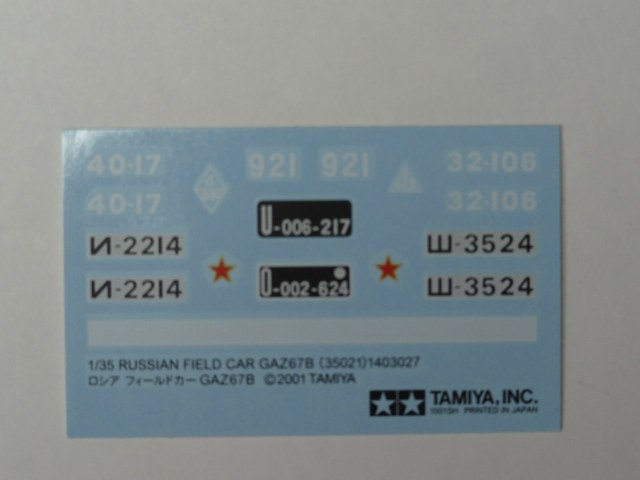 40-17 921 921 32-106
40-17 32-106
U-006-217
И-2214 Ш-3524
И-2214 0-002-624 Ш-3524
1/35 RUSSIAN FIELD CAR GAZ67B (35021)1403027
ロシア フィールドカー GAZ67B ©2001 TAMIYA
TAMIYA, INC.
1001SH PRINTED IN JAPAN